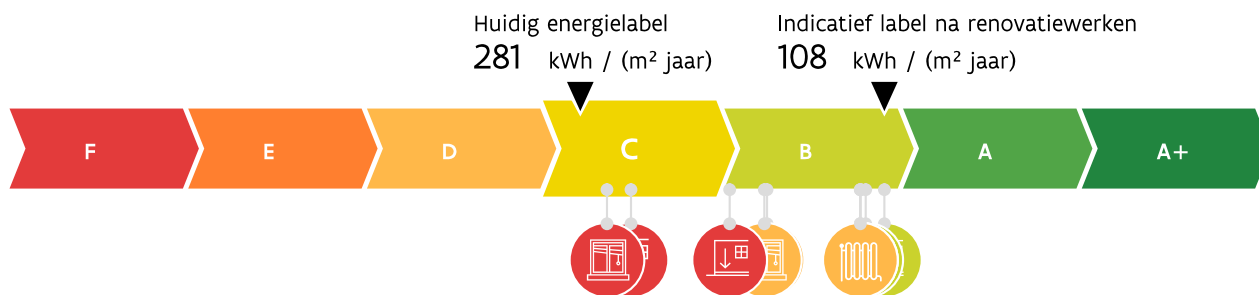 Huidig energielabel
281 kWh / (m² jaar)
Indicatief label na renovatiewerken
108 kWh / (m² jaar)
F E D C B A A+